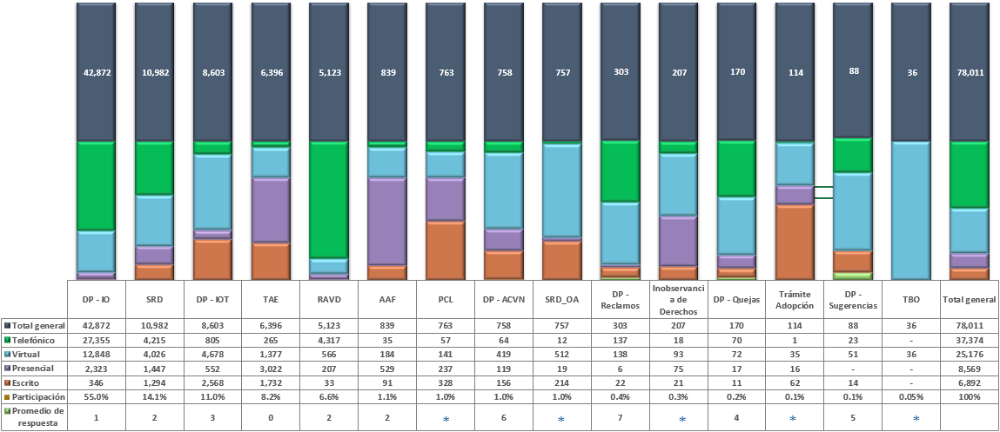 42,872 10,982 8,603 6,396 5,123 839 763 758 757 303 207 170 114 88 36 78,011
DP - IO SRD DP - IOT TAE RAVD AAF PCL DP - ACVN SRD_OA DP - Reclamos Inobservancia de Derechos DP - Quejas Trámite Adopción DP - Sugerencias TBO Total general
Total general 42,872 10,982 8,603 6,396 5,123 839 763 758 757 303 207 170 114 88 36 78,011
Telefónico 27,355 4,215 805 265 4,317 35 57 64 12 137 18 70 1 23 - 37,374
Virtual 12,848 4,026 4,678 1,377 566 184 141 419 512 138 93 72 35 51 36 25,176
Presencial 2,323 1,447 552 3,022 207 529 237 119 19 6 75 17 16 - - 8,569
Escrito 346 1,294 2,568 1,732 33 91 328 156 214 22 21 11 62 14 - 6,892
Participación 55.0% 14.1% 11.0% 8.2% 6.6% 1.1% 1.0% 1.0% 1.0% 0.4% 0.3% 0.2% 0.1% 0.1% 0.05% 100%
Promedio de respuesta 1 2 3 0 2 2 * 6 * 7 * 4 * 5 *